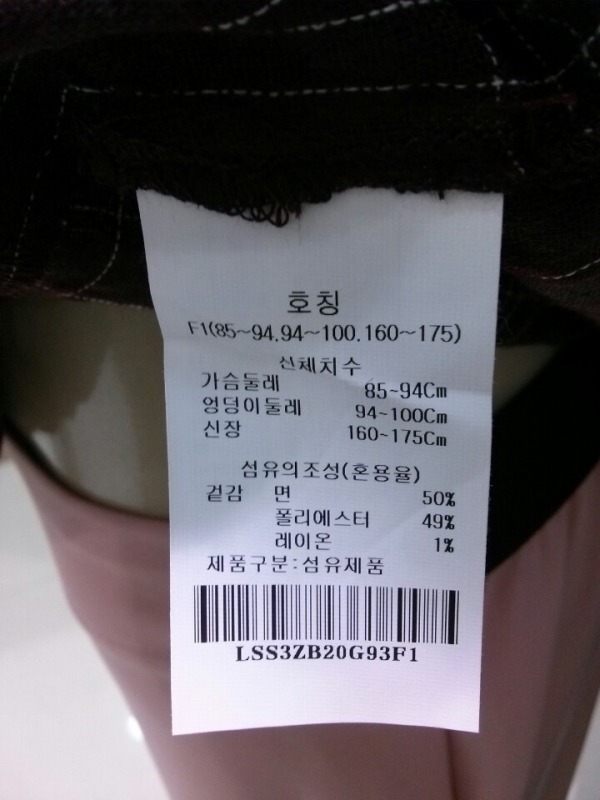 호칭
F1(85~94.94~100.160~175)
신체치수
가슴둘레 85~94Cm
엉덩이둘레 94~100Cm
신장 160~175Cm
섬유의조성(혼용율)
겉감 면 50%
폴리에스터 49%
레이온 1%
제품구분:섬유제품
LSS3ZB20G93F1